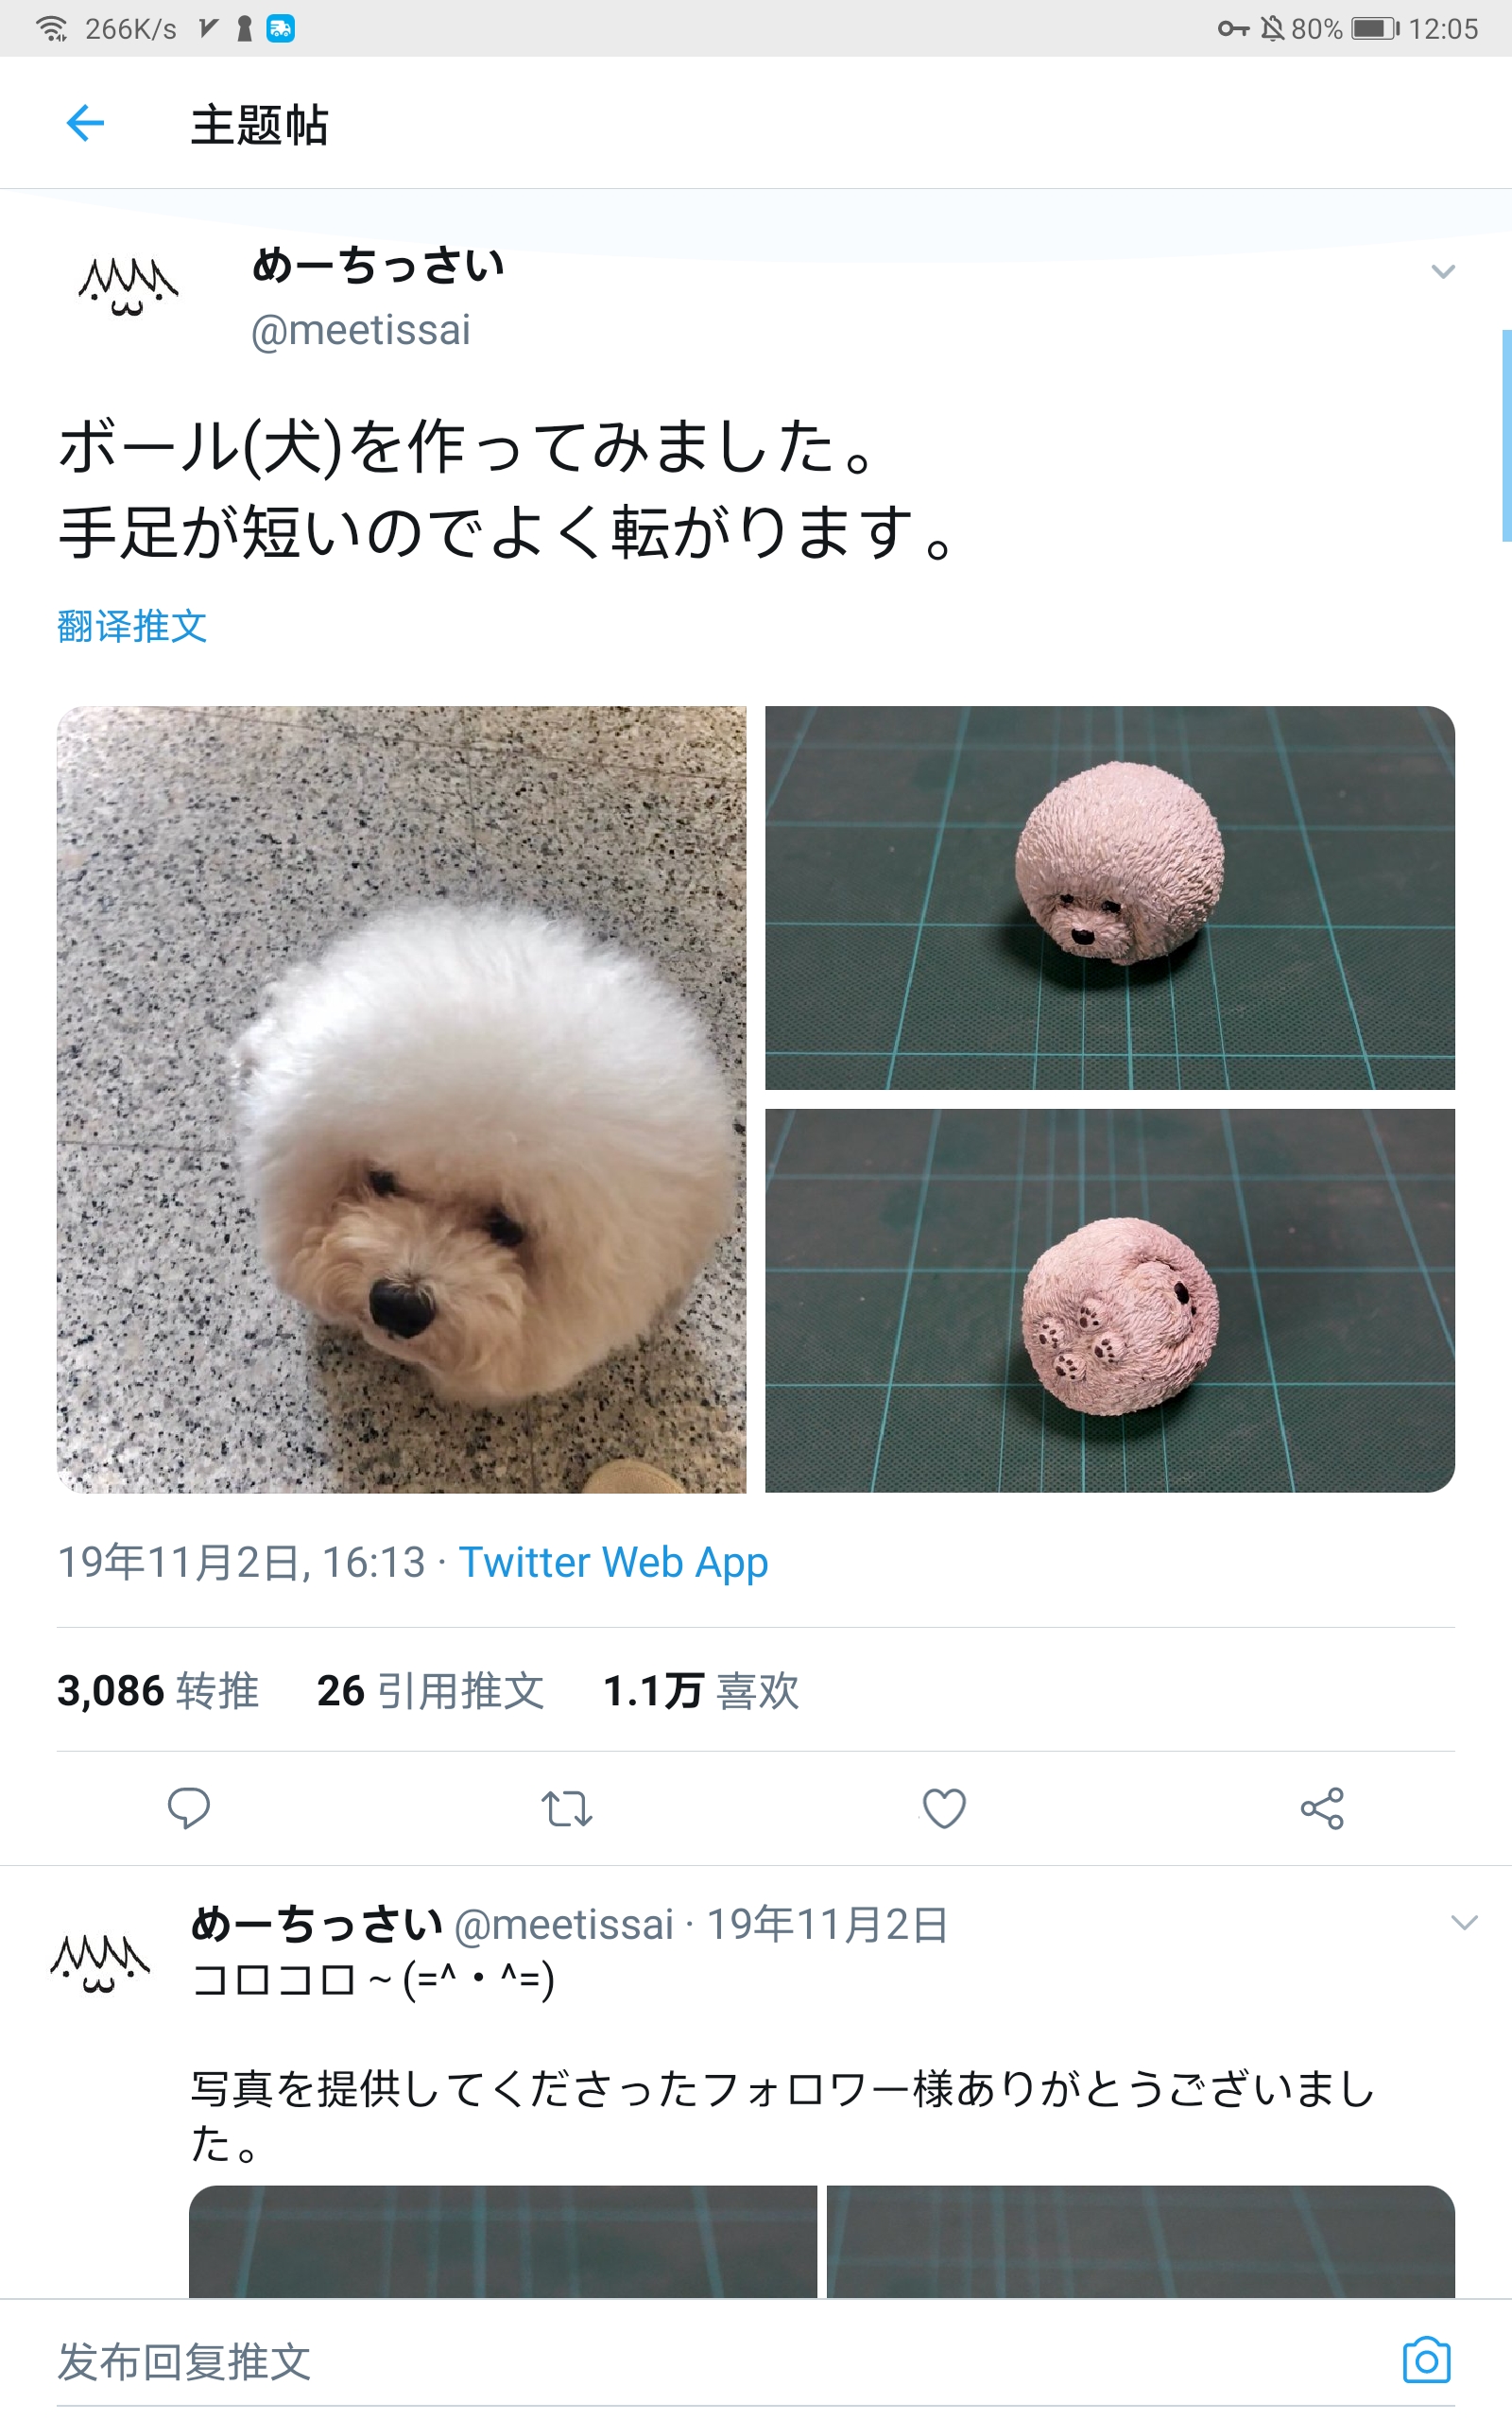 266K/s
80% 12:05
主题帖
めーちっさい
@meetissai
ボール(犬)を作ってみました。
手足が短いのでよく転がります。
翻译推文
19年11月2日, 16:13 · Twitter Web App
3,086 转推 26 引用推文 1.1万 喜欢
めーちっさい @meetissai · 19年11月2日
コロコロ ~ (=^・^=)
写真を提供してくださったフォロワー様ありがとうございまし
た。
发布回复推文